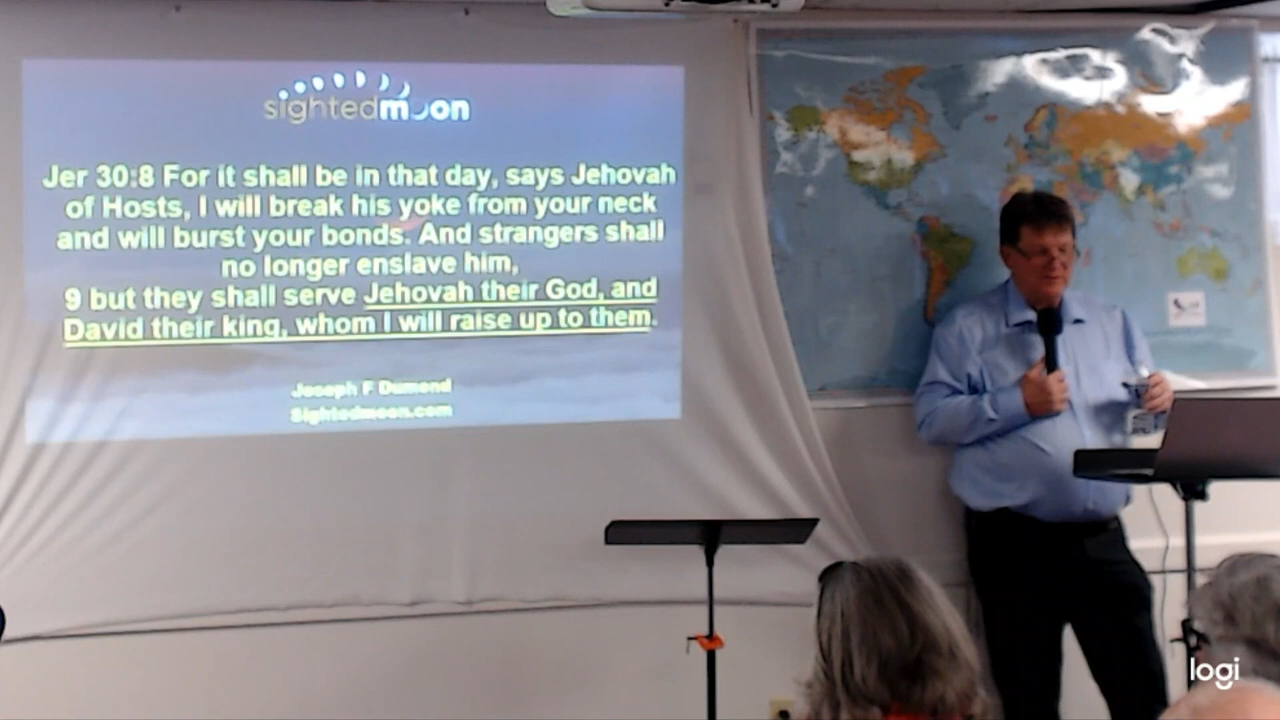 sightedmoon
Jer 30:8 For it shall be in that day, says Jehovah
of Hosts, I will break his yoke from your neck
and will burst your bonds. And strangers shall
no longer enslave him,
9 but they shall serve Jehovah their God, and
David their king, whom I will raise up to them.
Joseph F Dumond
Sightedmoon.com
logi